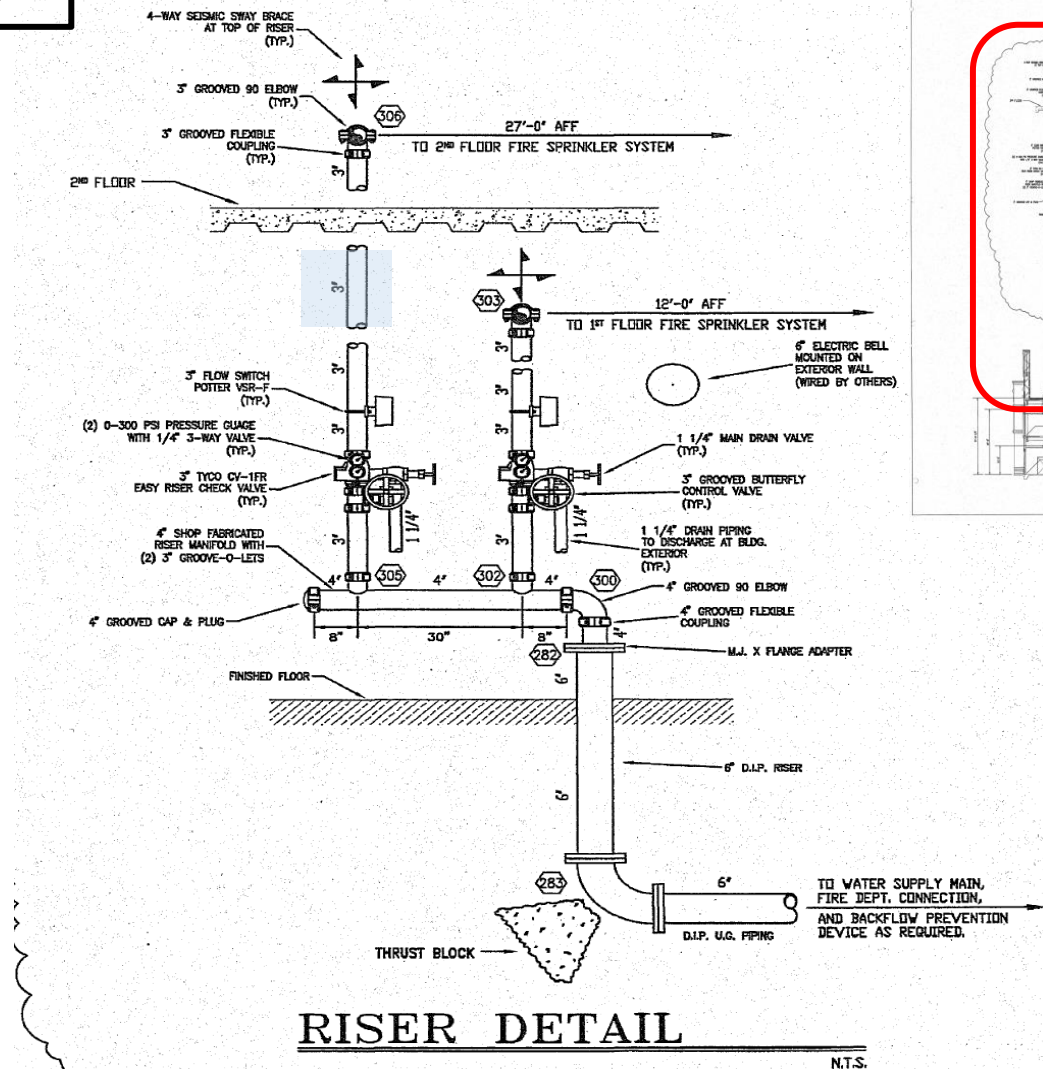 4-WAY SEISMIC SWAY BRACE
AT TOP OF RISER
(TYP.)
3" GROOVED 90 ELBOW
(TYP.)
306
3" GROOVED FLEXIBLE
COUPLING
(TYP.)
27'-0" AFF
TO 2ND FLOOR FIRE SPRINKLER SYSTEM
3"
2ND FLOOR
3"
303
12'-0" AFF
TO 1ST FLOOR FIRE SPRINKLER SYSTEM
3"
3"
3"
6" ELECTRIC BELL
MOUNTED ON
EXTERIOR WALL
(WIRED BY OTHERS)
3" FLOW SWITCH
POTTER VSR-F
(TYP.)
3"
3"
(2) 0-300 PSI PRESSURE GUAGE
WITH 1/4" 3-WAY VALVE
(TYP.)
1 1/4" MAIN DRAIN VALVE
(TYP.)
3" TYCO CV-1FR
EASY RISER CHECK VALVE
(TYP.)
3" GROOVED BUTTERFLY
CONTROL VALVE
(TYP.)
1 1/4"
1 1/4"
4" SHOP FABRICATED
RISER MANIFOLD WITH
(2) 3" GROOVE-O-LETS
1 1/4" DRAIN PIPING
TO DISCHARGE AT BLDG.
EXTERIOR
(TYP.)
4"
305
4"
302
4"
300
4" GROOVED 90 ELBOW
4" GROOVED CAP & PLUG
4" GROOVED FLEXIBLE
COUPLING
8"
30"
8"
4"
282
M.J. X FLANGE ADAPTER
6"
FINISHED FLOOR
6" D.I.P. RISER
6"
283
6"
TO WATER SUPPLY MAIN,
FIRE DEPT. CONNECTION,
AND BACKFLOW PREVENTION
DEVICE AS REQUIRED.
D.I.P. U.G. PIPING
THRUST BLOCK
RISER DETAIL
N.T.S.